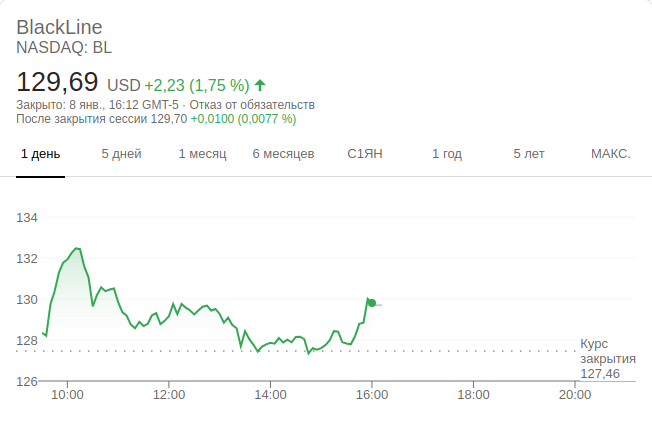 BlackLine
NASDAQ: BL
129,69 USD +2,23 (1,75 %)
Закрыто: 8 янв., 16:12 GMT-5 · Отказ от обязательств
После закрытия сессии 129,70 +0,0100 (0,0077 %)
1 день 5 дней 1 месяц 6 месяцев С1ЯН 1 год 5 лет МАКС.
134
132
130
128
Курс
закрытия
127,46
126
10:00 12:00 14:00 16:00 18:00 20:00